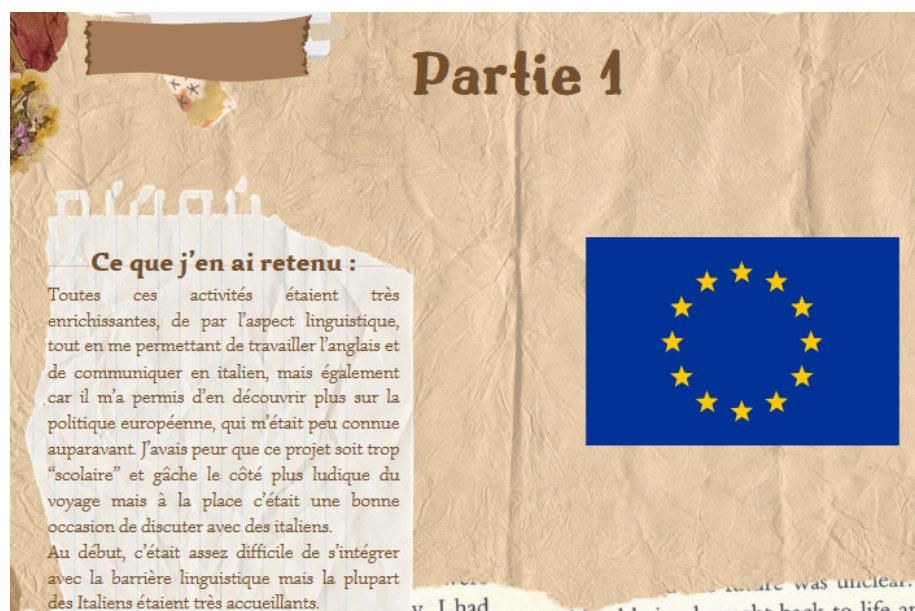 Partie 1
Ce que j'en ai retenu :
Toutes ces activités étaient très
enrichissantes, de par l'aspect linguistique,
tout en me permettant de travailler l'anglais et
de communiquer en italien, mais également
car il m'a permis d'en découvrir plus sur la
politique européenne, qui m'était peu connue
auparavant. J'avais peur que ce projet soit trop
“scolaire” et gâche le côté plus ludique du
voyage mais à la place c'était une bonne
occasion de discuter avec des italiens.
Au début, c'était assez difficile de s'intégrer
avec la barrière linguistique mais la plupart
des Italiens étaient très accueillants.
was unclear.
I had
to life